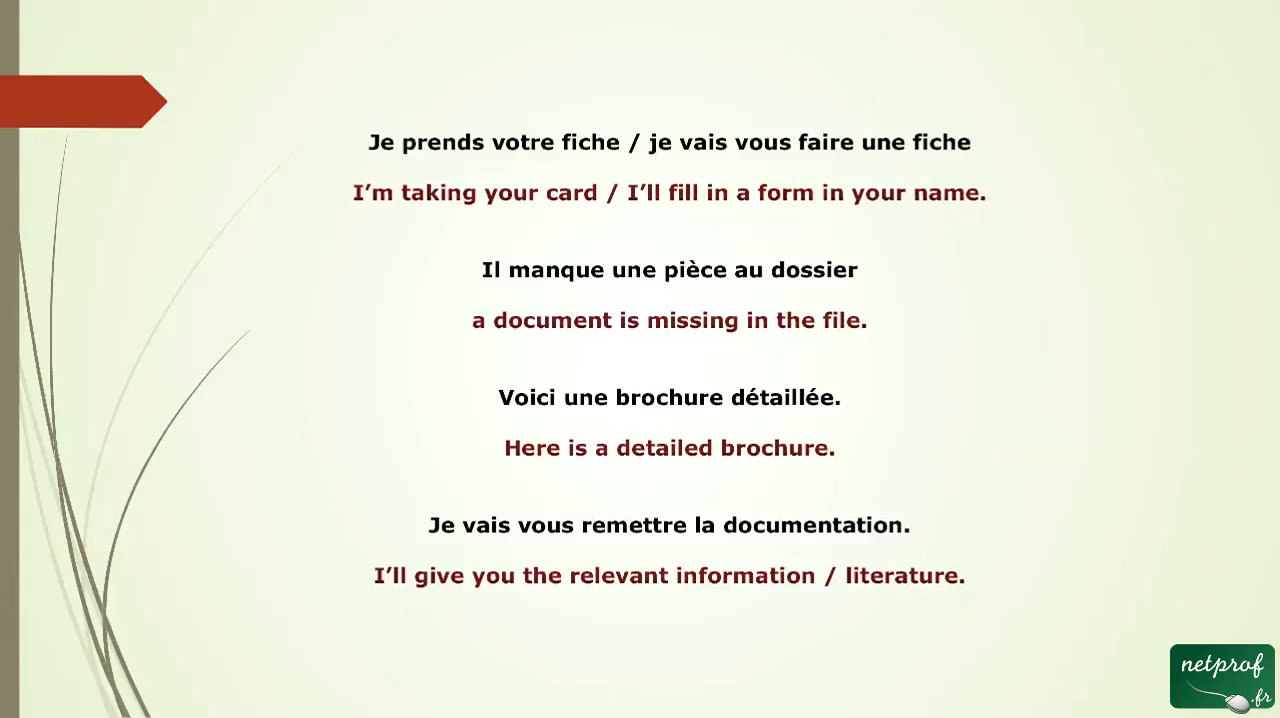 Je prends votre fiche / je vais vous faire une fiche
I’m taking your card / I’ll fill in a form in your name.
Il manque une pièce au dossier
a document is missing in the file.
Voici une brochure détaillée.
Here is a detailed brochure.
Je vais vous remettre la documentation.
I’ll give you the relevant information / literature.
netprof
.fr